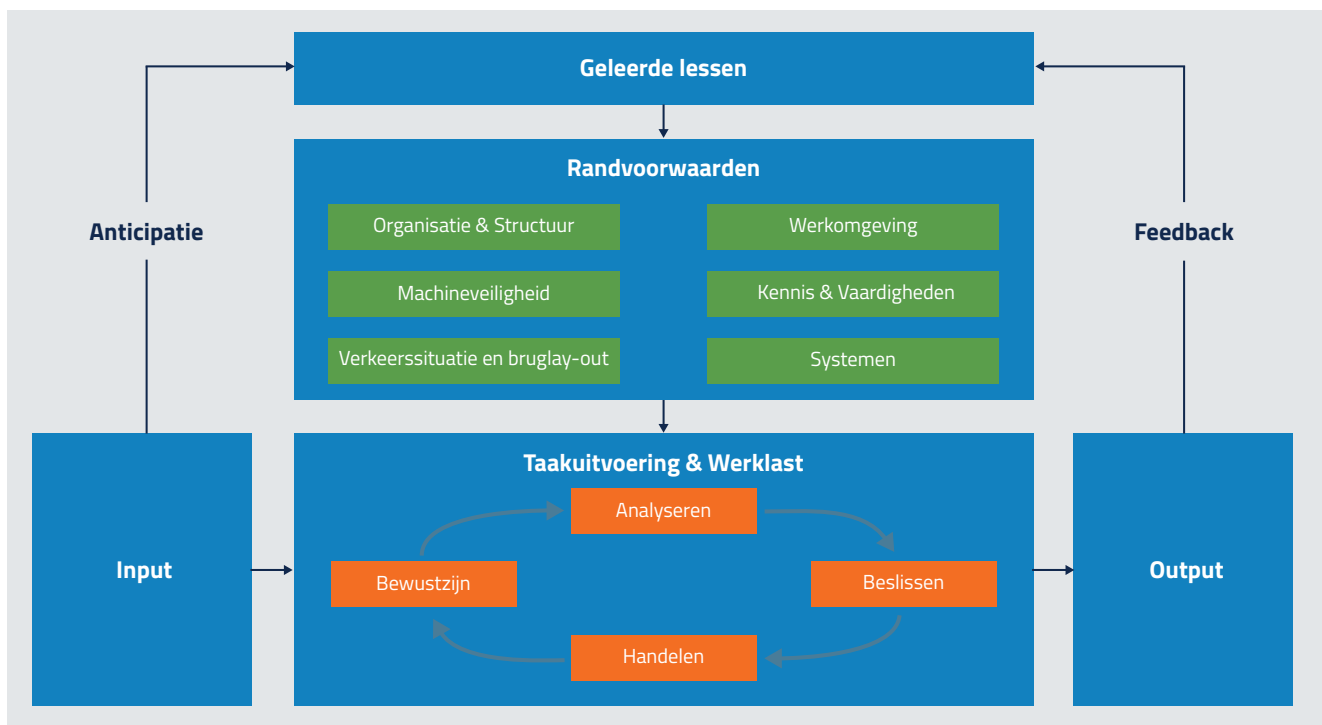 Geleerde lessen
Randvoorwaarden
Organisatie & Structuur
Werkomgeving
Anticipatie
Feedback
Machineveiligheid
Kennis & Vaardigheden
Verkeerssituatie en bruglay-out
Systemen
Taakuitvoering & Werklast
Analyseren
Input
Bewustzijn
Beslissen
Output
Handelen